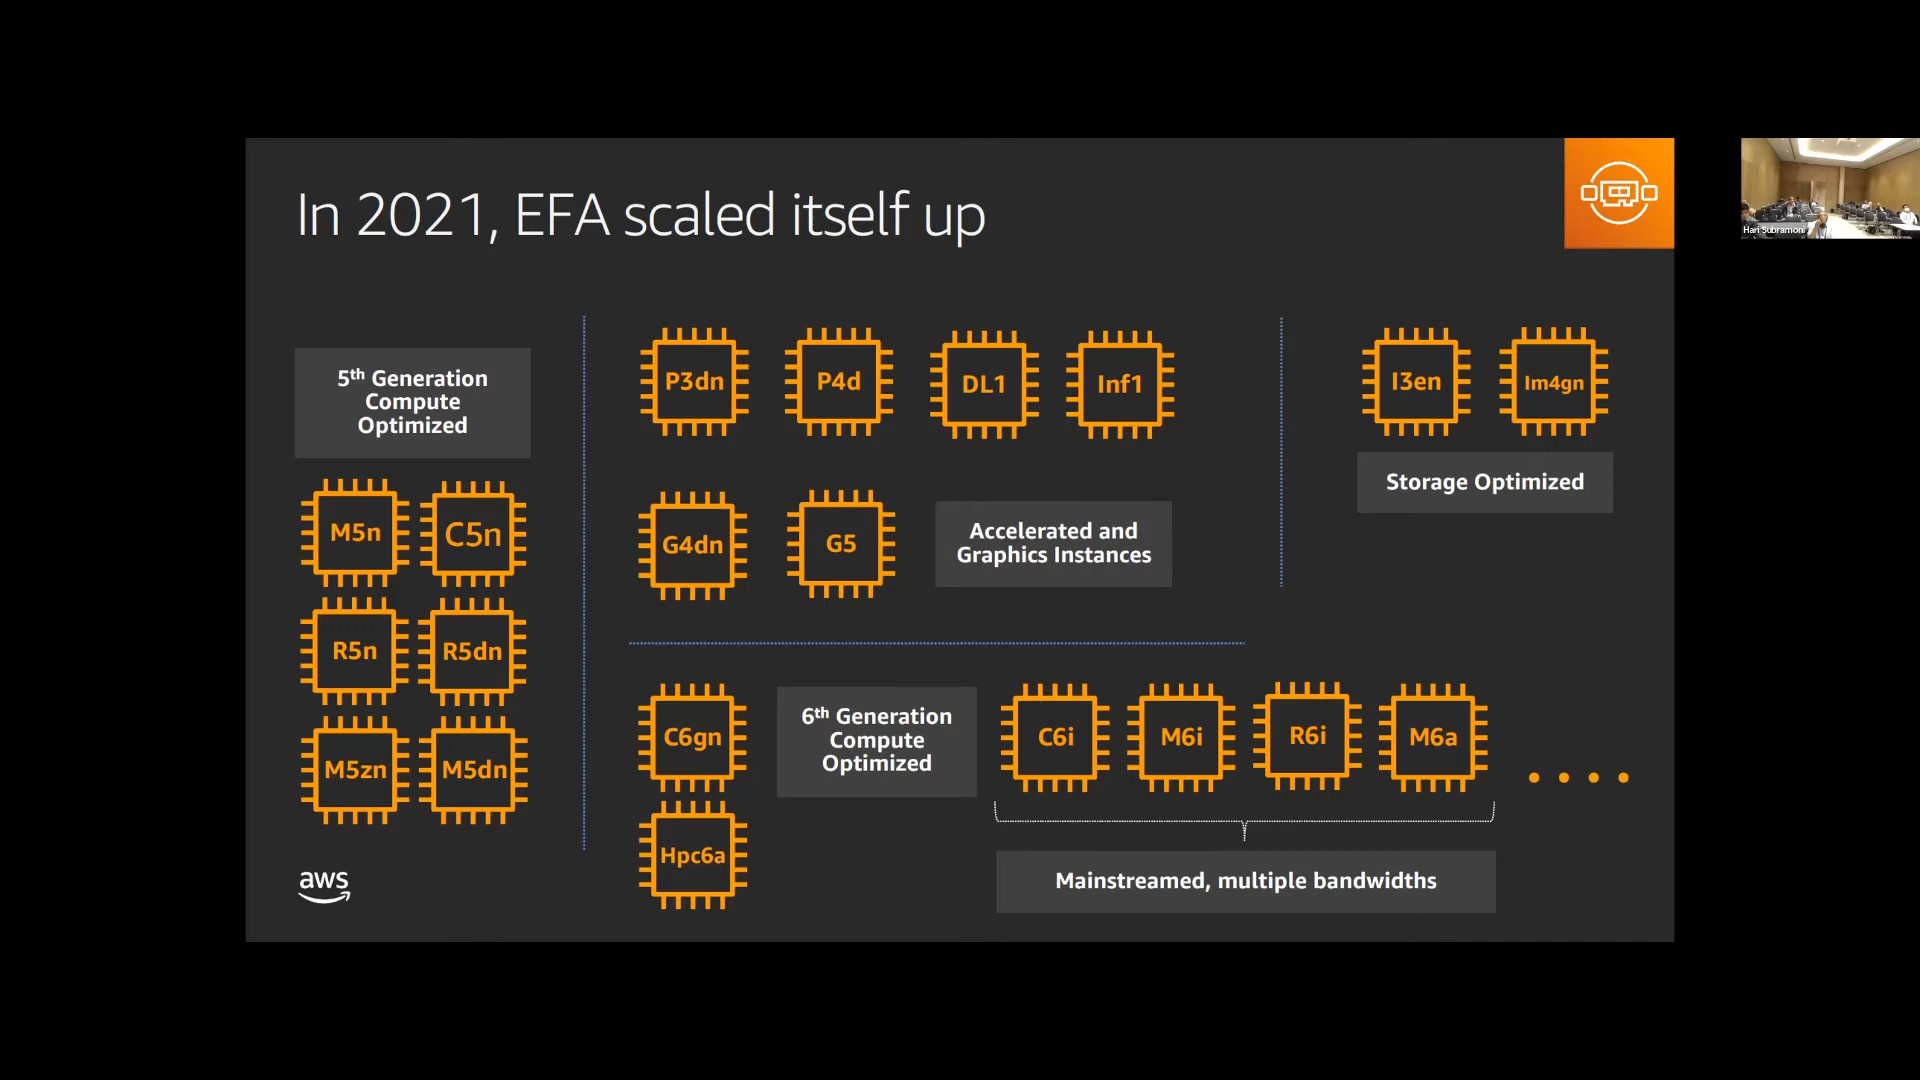 In 2021, EFA scaled itself up
5th Generation
Compute
Optimized
M5n
C5n
R5n
R5dn
M5zn
M5dn
P3dn
P4d
DL1
Inf1
G4dn
G5
Accelerated and
Graphics Instances
I3en
Im4gn
Storage Optimized
C6gn
Hpc6a
6th Generation
Compute
Optimized
C6i
M6i
R6i
M6a
Mainstreamed, multiple bandwidths
aws
Hari Subramoni